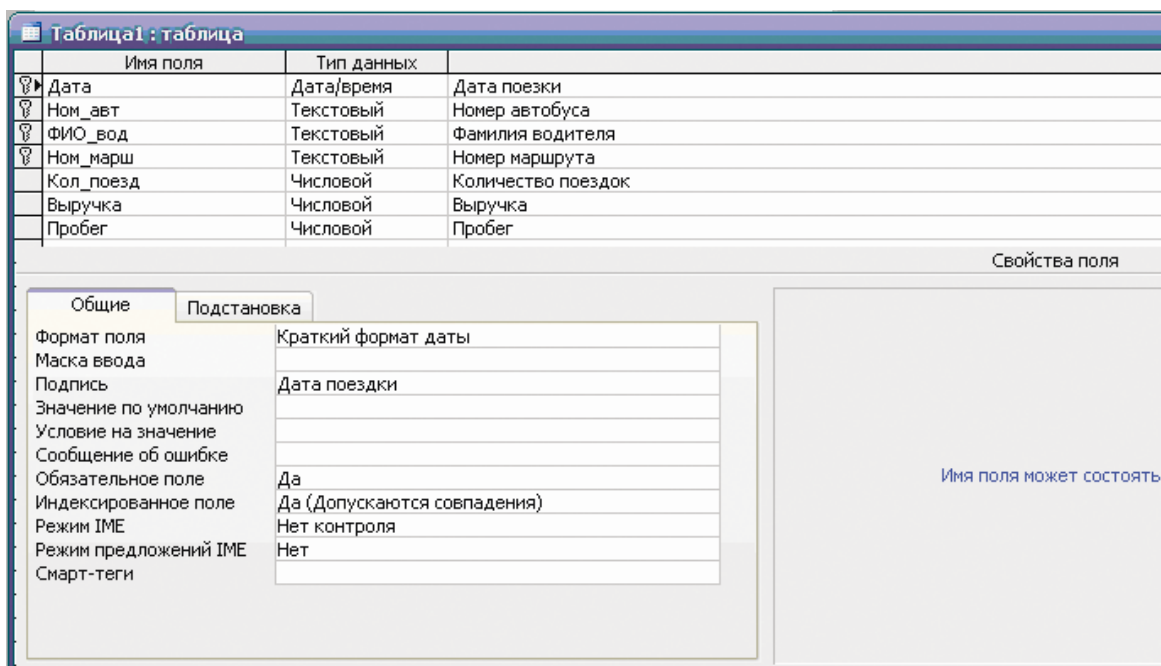 Таблица1 : таблица
Имя поля Тип данных
Дата Дата/время Дата поезки
Ном_авт Текстовый Номер автобуса
ФИО_вод Текстовый Фамилия водителя
Ном_марш Текстовый Номер маршрута
Кол_поезд Числовой Количество поездок
Выручка Числовой Выручка
Пробег Числовой Пробег
Свойства поля
Общие Подстановка
Формат поля Краткий формат даты
Маска ввода
Подпись Дата поездки
Значение по умолчанию
Условие на значение
Сообщение об ошибке
Обязательное поле Да
Индексированное поле Да (Допускаются совпадения)
Режим IME Нет контроля
Режим предложений IME Нет
Смарт-теги
Имя поля может состоять